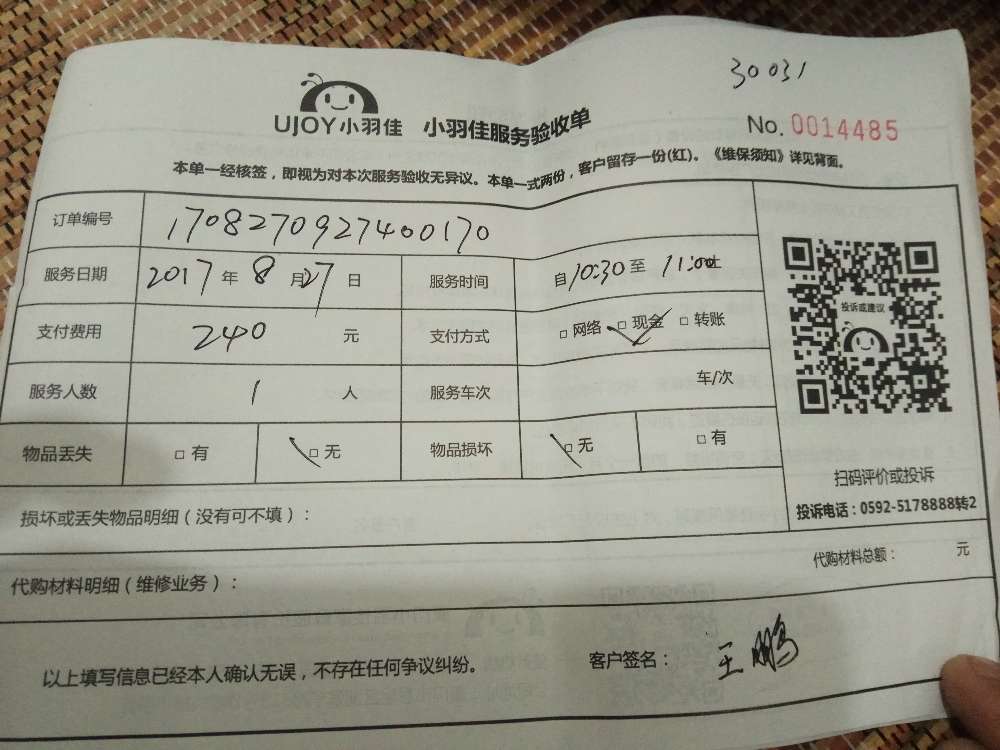 30031
UJOY小羽佳 小羽佳服务验收单
No. 0014485
本单一经核签，即视为对本次服务验收无异议。本单一式两份，客户留存一份(红)。《维保须知》详见背面。
订单编号 1708270927400170
服务日期 2017 年 8 月 27 日 服务时间 自 10:30 至 11:00止
支付费用 240 元 支付方式 □网络 □现金 □转账
服务人数 1 人 服务车次 车/次
物品丢失 □有 □无 物品损坏 □无 □有
投诉或建议
扫码评价或投诉
投诉电话：0592-5178888转2
损坏或丢失物品明细（没有可不填）：
代购材料明细（维修业务）： 代购材料总额： 元
以上填写信息已经本人确认无误，不存在任何争议纠纷。 客户签名： 王鹏